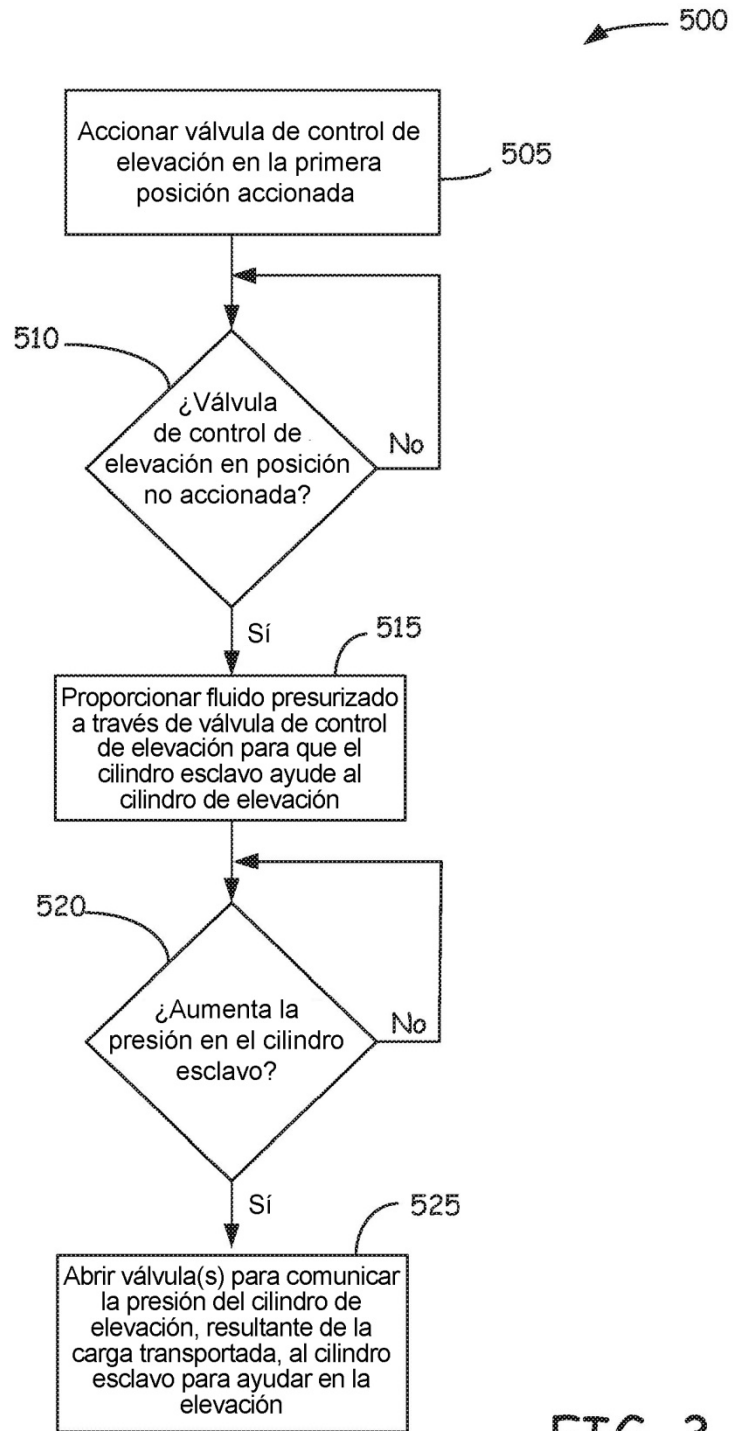 500
Accionar válvula de control de
elevación en la primera
posición accionada
505
510
¿Válvula
de control de
elevación en posición
no accionada?
No
Sí
515
Proporcionar fluido presurizado
a través de válvula de control
de elevación para que el
cilindro esclavo ayude al
cilindro de elevación
520
¿Aumenta la
presión en el cilindro
esclavo?
No
Sí
525
Abrir válvula(s) para comunicar
la presión del cilindro de
elevación, resultante de la
carga transportada, al cilindro
esclavo para ayudar en la
elevación
FIG. 3